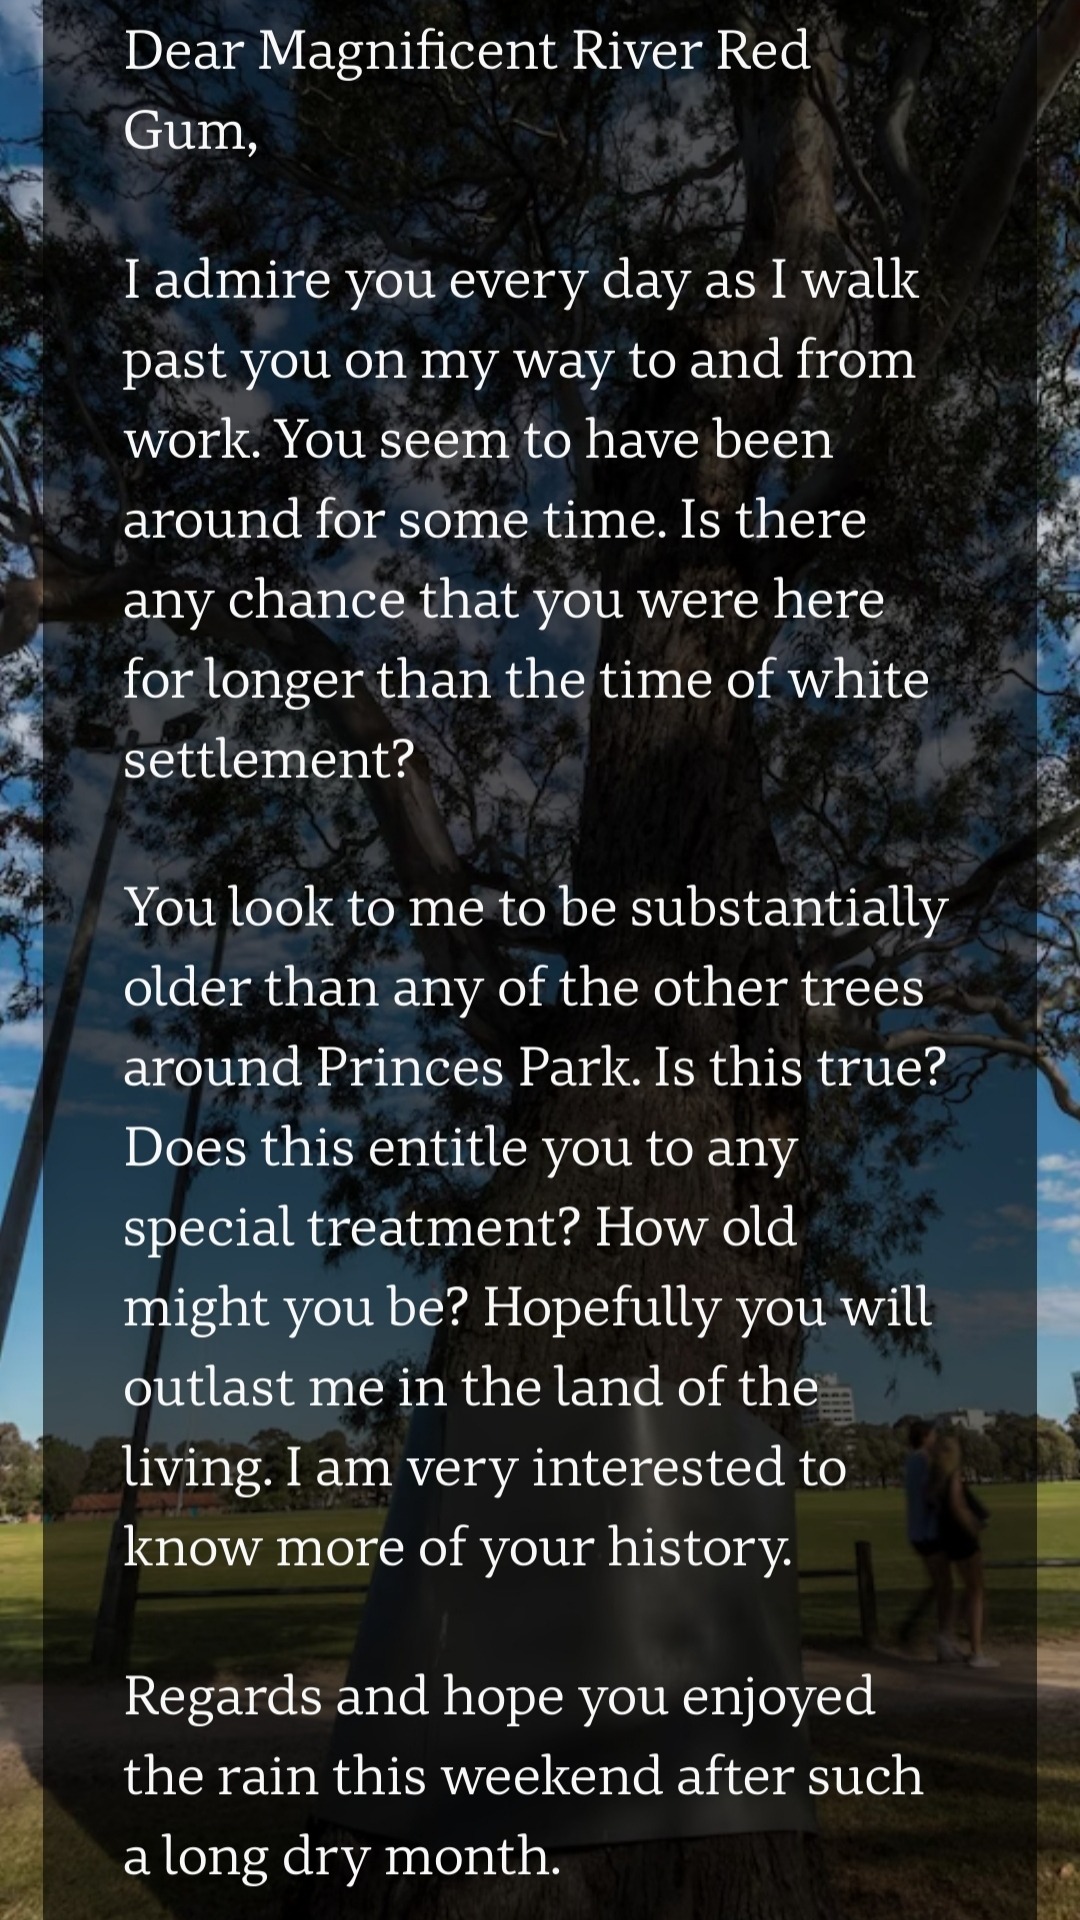 Dear Magnificent River Red
Gum,
I admire you every day as I walk
past you on my way to and from
work. You seem to have been
around for some time. Is there
any chance that you were here
for longer than the time of white
settlement?
You look to me to be substantially
older than any of the other trees
around Princes Park. Is this true?
Does this entitle you to any
special treatment? How old
might you be? Hopefully you will
outlast me in the land of the
living. I am very interested to
know more of your history.
Regards and hope you enjoyed
the rain this weekend after such
a long dry month.